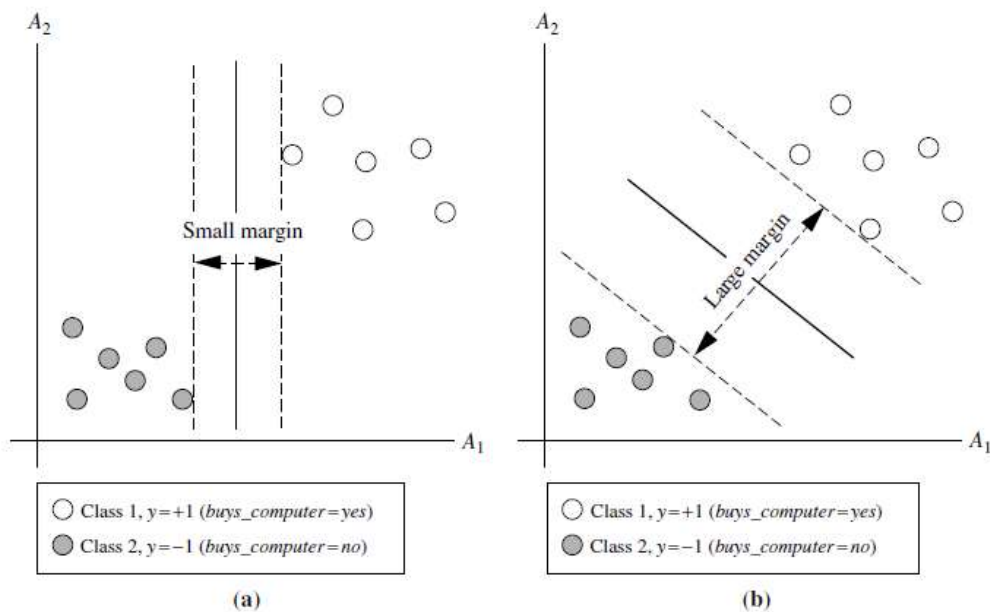 A2
A2
Small margin
Large margin
A1
A1
Class 1, y=+1 (buys_computer=yes)
Class 2, y=−1 (buys_computer=no)
Class 1, y=+1 (buys_computer=yes)
Class 2, y=−1 (buys_computer=no)
(a)
(b)